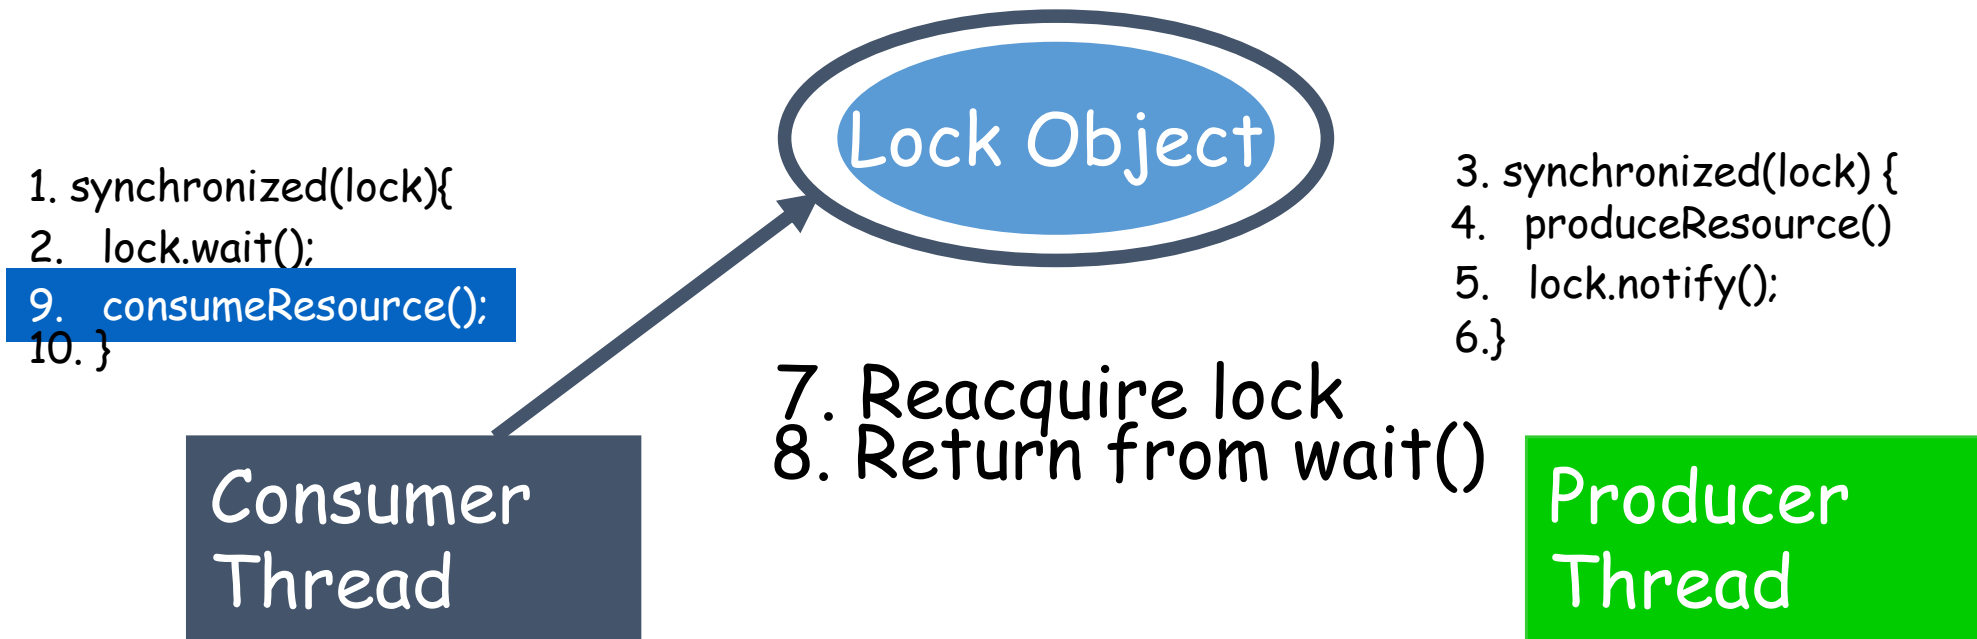 Lock Object
1. synchronized(lock){
2. lock.wait();
9. consumeResource();
10. }
3. synchronized(lock) {
4. produceResource()
5. lock.notify();
6.}
7. Reacquire lock
8. Return from wait()
Consumer
Thread
Producer
Thread